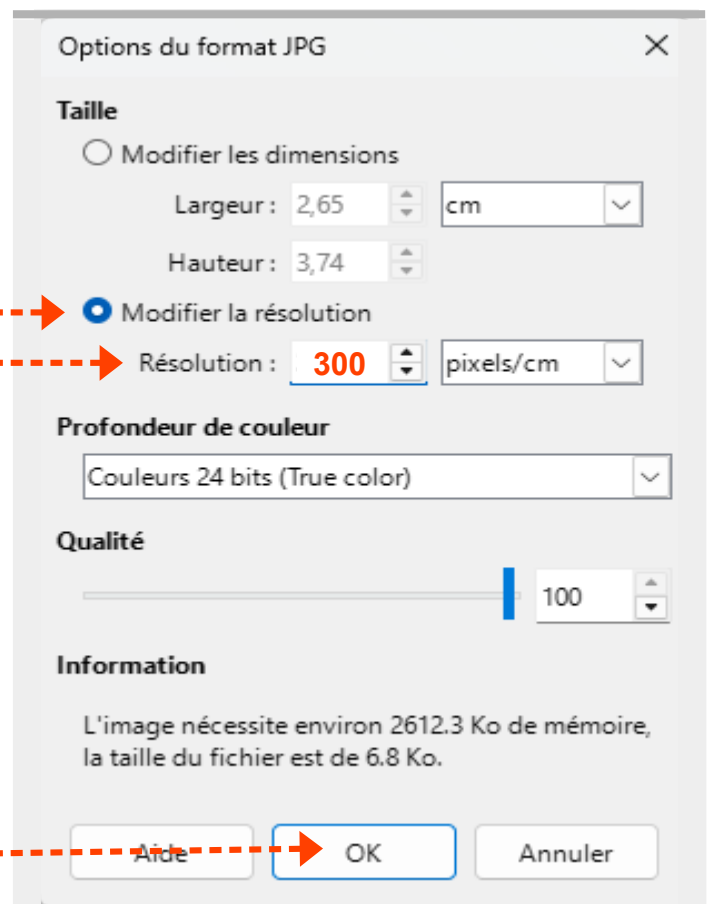 Options du format JPG
Taille
Modifier les dimensions
Largeur : 2,65 cm
Hauteur : 3,74
Modifier la résolution
Résolution : 300 pixels/cm
Profondeur de couleur
Couleurs 24 bits (True color)
Qualité
100
Information
L'image nécessite environ 2612.3 Ko de mémoire,
la taille du fichier est de 6.8 Ko.
Aide OK Annuler